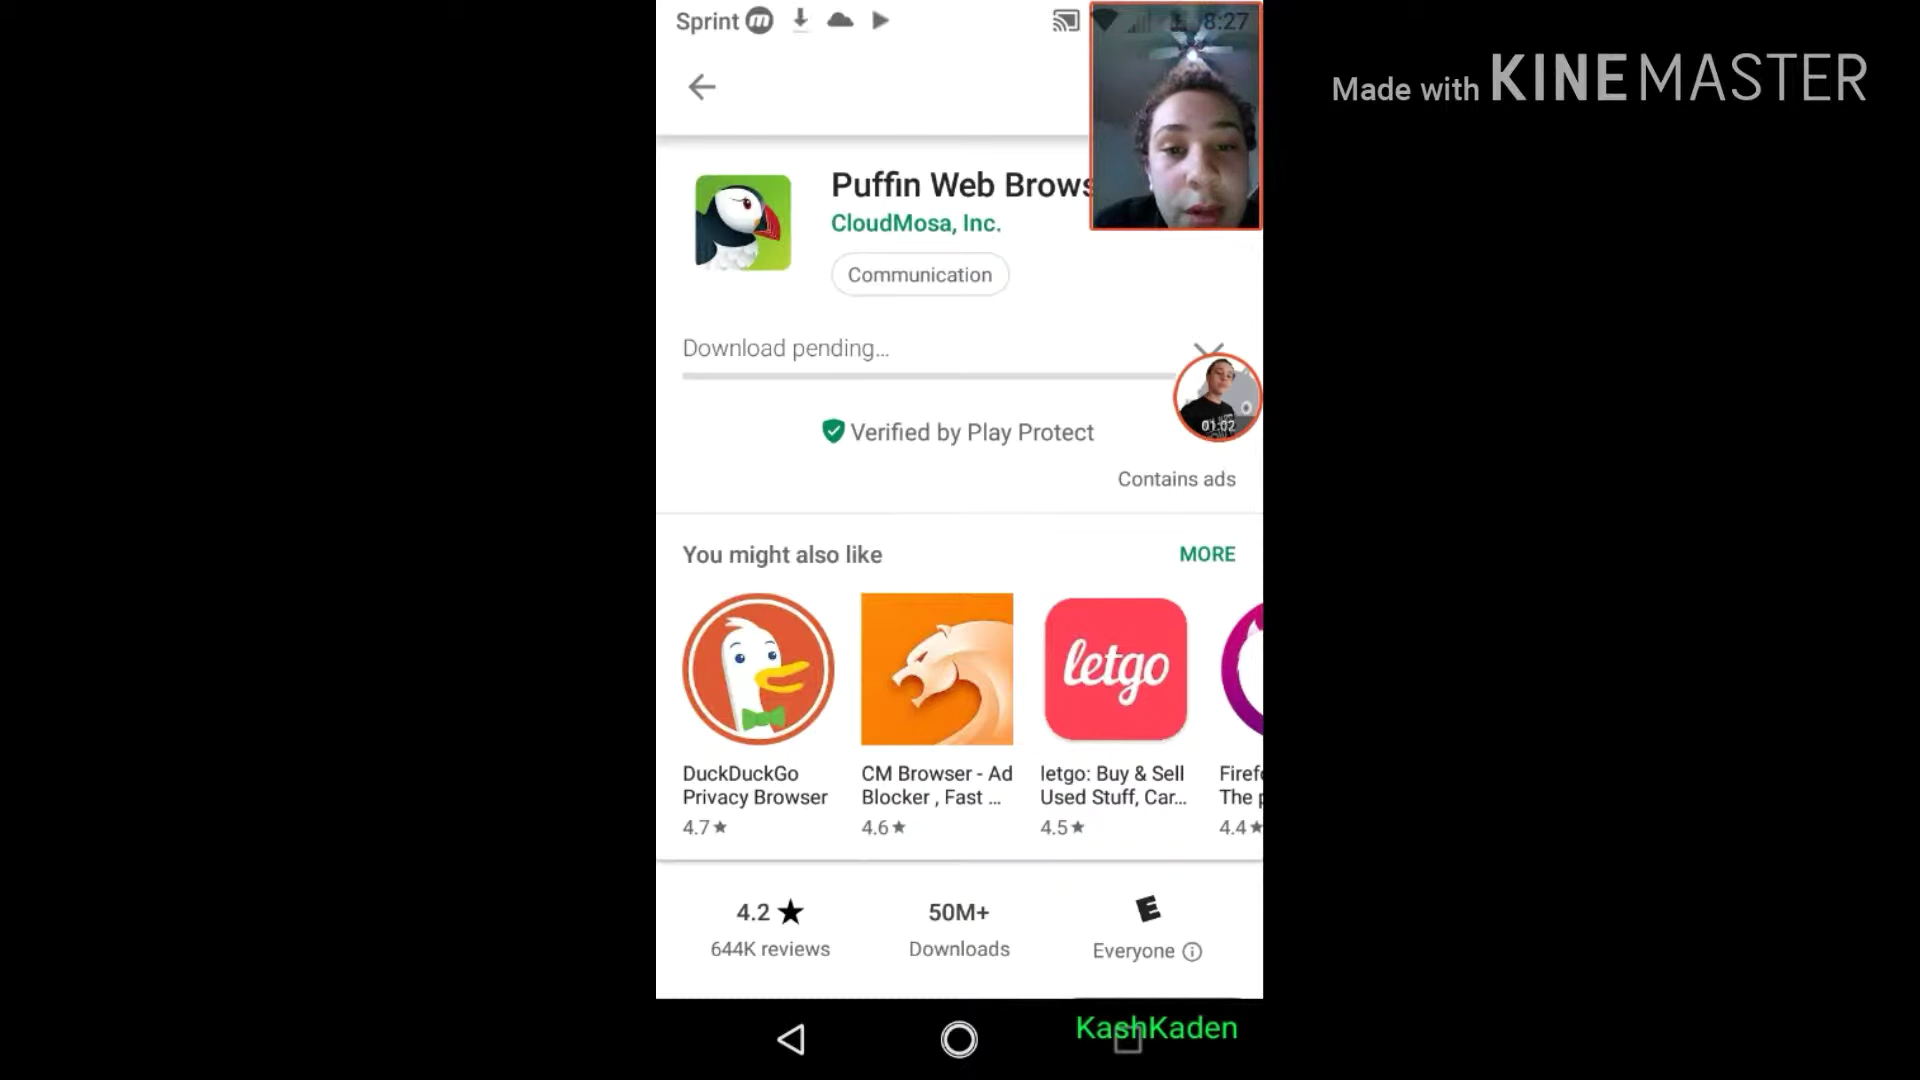 Sprint
8:27
Made with KINEMASTER
Puffin Web Brows
CloudMosa, Inc.
Communication
Download pending...
01:02
Verified by Play Protect
Contains ads
You might also like
MORE
letgo
DuckDuckGo
Privacy Browser
4.7★
CM Browser - Ad
Blocker , Fast ...
4.6★
letgo: Buy & Sell
Used Stuff, Car...
4.5★
Firef
The p
4.4★
4.2 ★
644K reviews
50M+
Downloads
E
Everyone
KashKaden